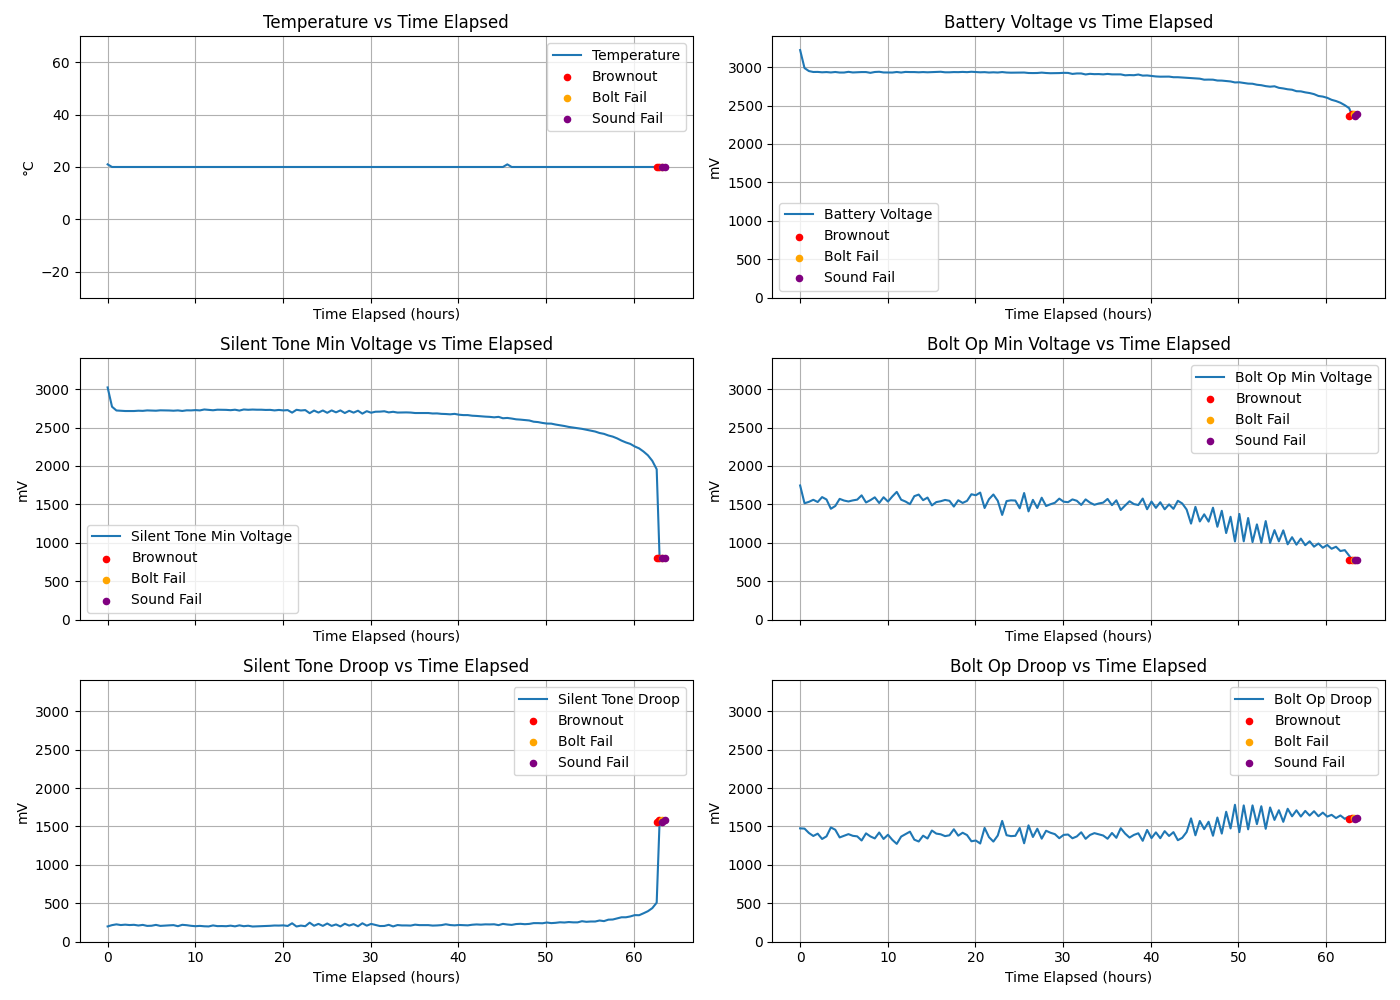 Temperature vs Time Elapsed
60
40
20
0
−20
°C
Temperature
Brownout
Bolt Fail
Sound Fail
Time Elapsed (hours)
Battery Voltage vs Time Elapsed
3000
2500
2000
1500
1000
500
0
mV
Battery Voltage
Brownout
Bolt Fail
Sound Fail
Time Elapsed (hours)
Silent Tone Min Voltage vs Time Elapsed
3000
2500
2000
1500
1000
500
0
mV
Silent Tone Min Voltage
Brownout
Bolt Fail
Sound Fail
Time Elapsed (hours)
Bolt Op Min Voltage vs Time Elapsed
3000
2500
2000
1500
1000
500
0
mV
Bolt Op Min Voltage
Brownout
Bolt Fail
Sound Fail
Time Elapsed (hours)
Silent Tone Droop vs Time Elapsed
3000
2500
2000
1500
1000
500
0
mV
Silent Tone Droop
Brownout
Bolt Fail
Sound Fail
0 10 20 30 40 50 60
Time Elapsed (hours)
Bolt Op Droop vs Time Elapsed
3000
2500
2000
1500
1000
500
0
mV
Bolt Op Droop
Brownout
Bolt Fail
Sound Fail
0 10 20 30 40 50 60
Time Elapsed (hours)